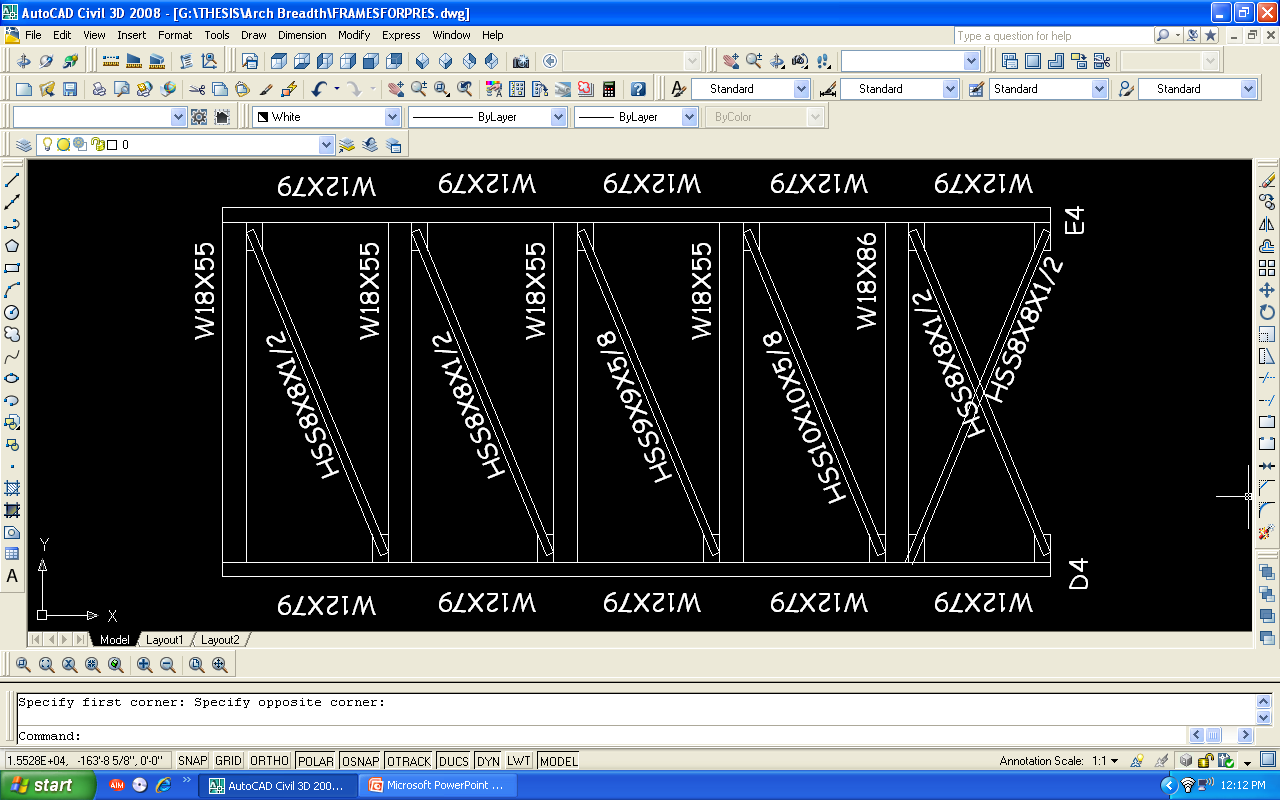 AutoCAD Civil 3D 2008 - [G:\THESIS\Arch Breadth\FRAMESFORPRES.dwg]
File Edit View Insert Format Tools Draw Dimension Modify Express Window Help
Type a question for help
Standard Standard Standard Standard
White ByLayer ByLayer ByColor
0
W12X79 W12X79 W12X79 W12X79 W12X79
E4
W18X55 W18X55 W18X55 W18X55 W18X86
HSS8X8X1/2 HSS8X8X1/2 HSS9X9X5/8 HSS10X10X5/8 HSS8X8X1/2 HSS8X8X1/2
D4
W12X79 W12X79 W12X79 W12X79 W12X79
Y
X
Model Layout1 Layout2
Specify first corner: Specify opposite corner:
Command:
1.5528E+04, -163'-8 5/8", 0'-0" SNAP GRID ORTHO POLAR OSNAP OTRACK DUCS DYN LWT MODEL Annotation Scale: 1:1
start AIM AutoCAD Civil 3D 200... Microsoft PowerPoint ... 12:12 PM